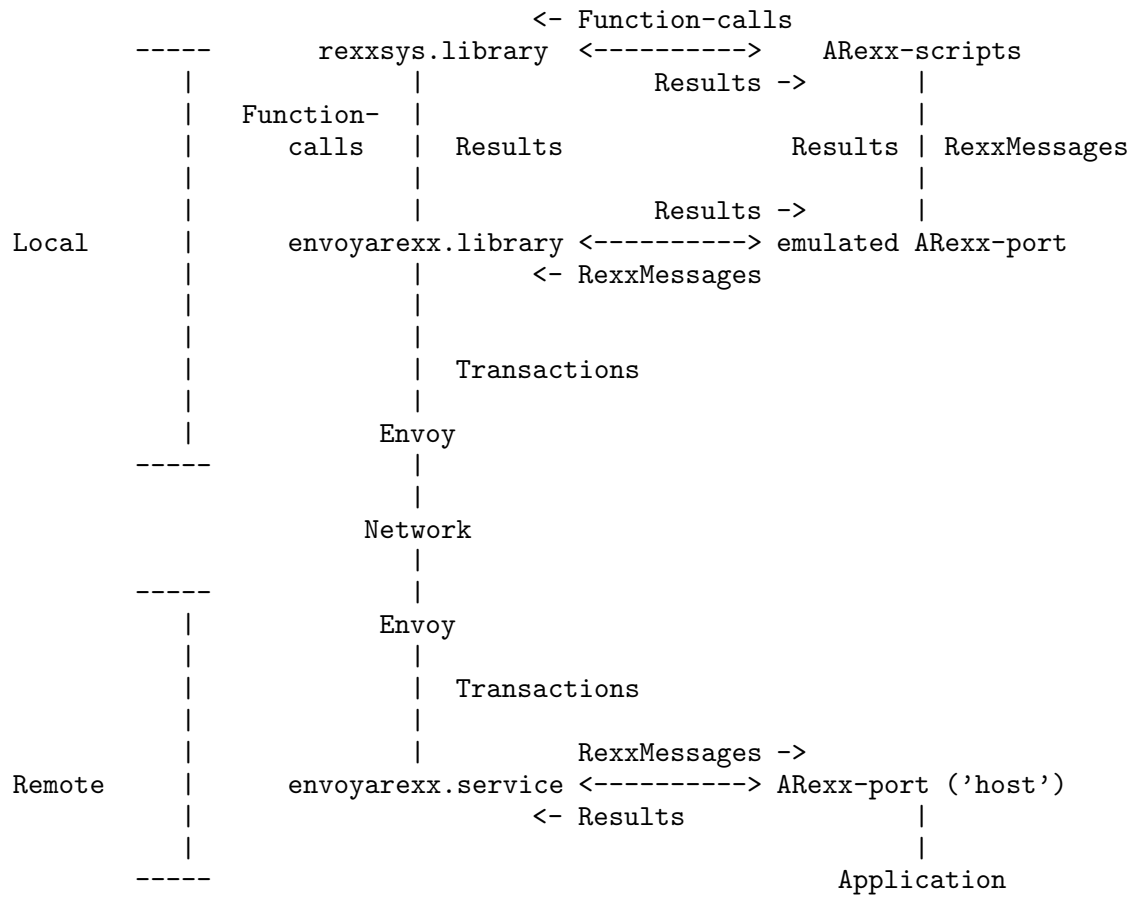 <- Function-calls
----- rexxsys.library <----------> ARexx-scripts
| | Results -> |
| Function- | |
| calls | Results Results | RexxMessages
| | |
| | Results -> |
Local | envoyarexx.library <----------> emulated ARexx-port
| | <- RexxMessages
| |
| |
| | Transactions
| |
| Envoy
----- |
|
Network
|
----- |
| Envoy
| |
| | Transactions
| |
| | RexxMessages ->
Remote | envoyarexx.service <----------> ARexx-port ('host')
| <- Results |
| |
----- Application